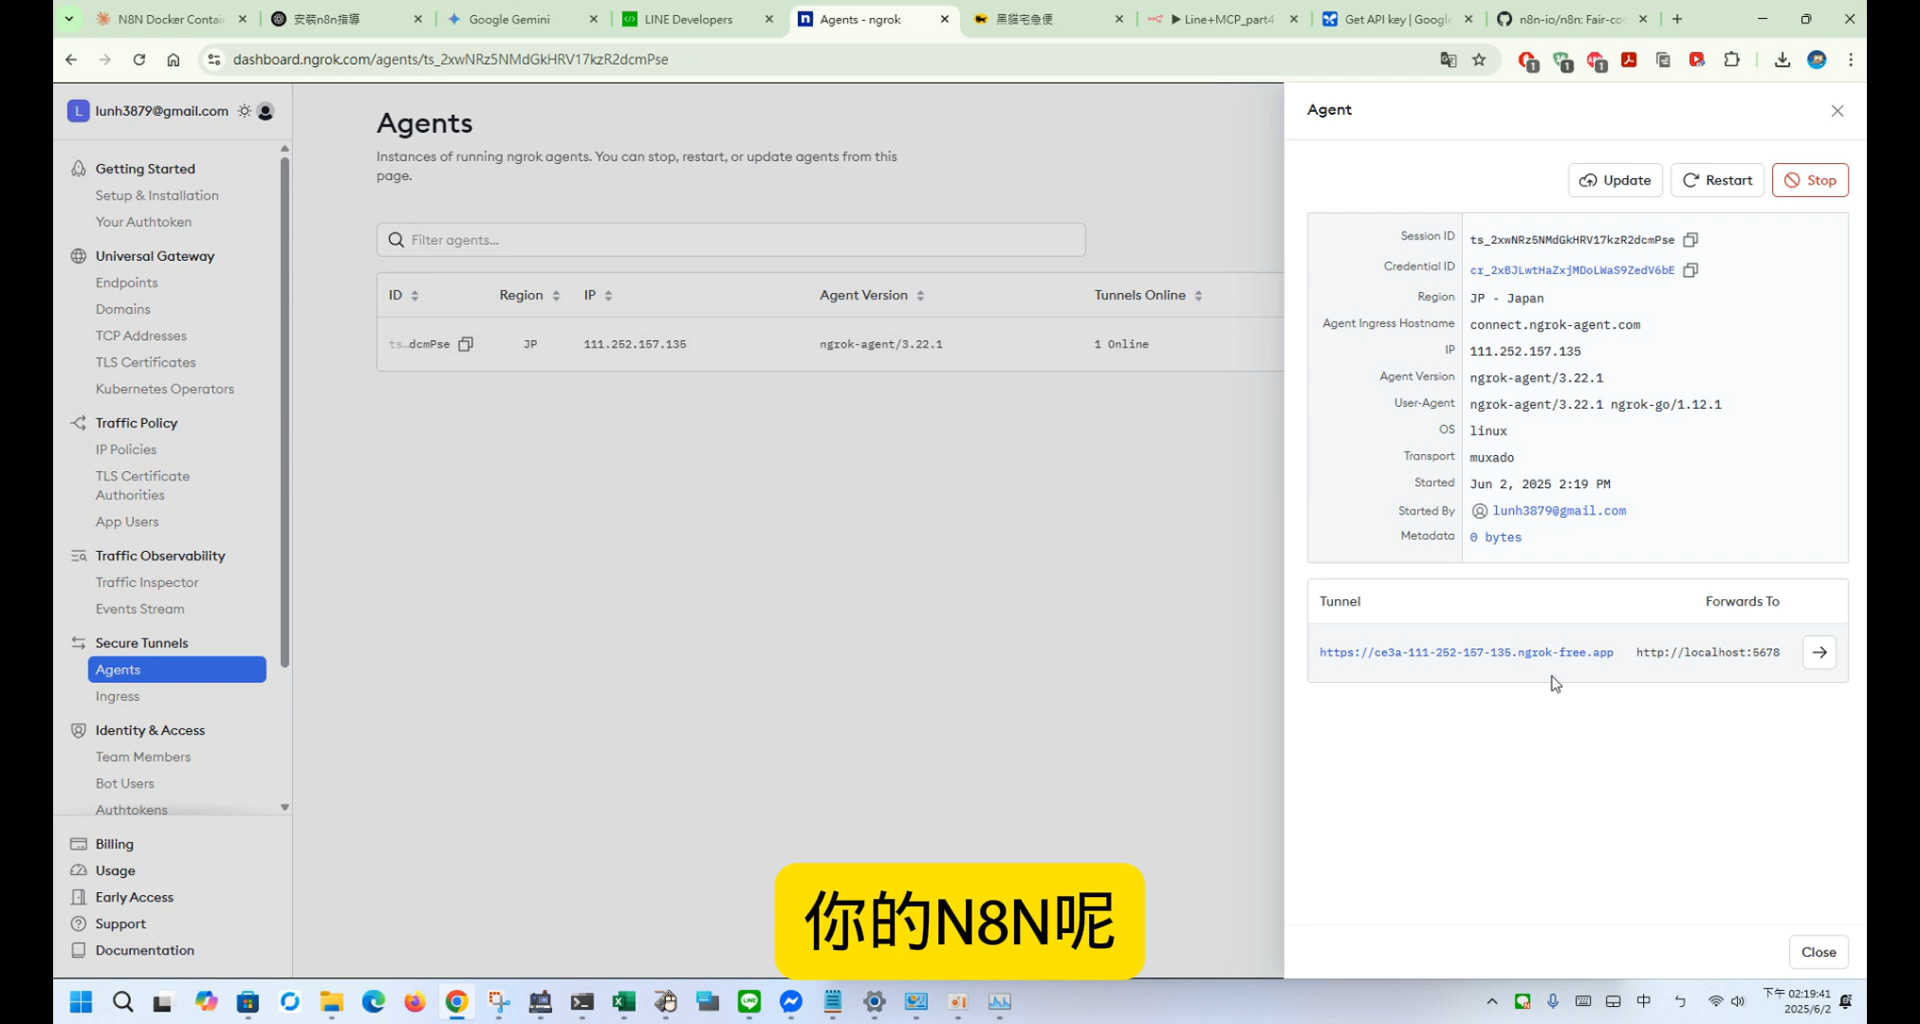 N8N Docker Contai
安裝n8n指導
Google Gemini
LINE Developers
Agents - ngrok
黑貓宅急便
▶ Line+MCP_part4
Get API key | Googl
n8n-io/n8n: Fair-co
dashboard.ngrok.com/agents/ts_2xwNRz5NMdGkHRV17kzR2dcmPse
L lunh3879@gmail.com
Getting Started
Setup & Installation
Your Authtoken
Universal Gateway
Endpoints
Domains
TCP Addresses
TLS Certificates
Kubernetes Operators
Traffic Policy
IP Policies
TLS Certificate
Authorities
App Users
Traffic Observability
Traffic Inspector
Events Stream
Secure Tunnels
Agents
Ingress
Identity & Access
Team Members
Bot Users
Authtokens
Billing
Usage
Early Access
Support
Documentation
Agents
Instances of running ngrok agents. You can stop, restart, or update agents from this
page.
Filter agents...
ID Region IP Agent Version Tunnels Online
ts…dcmPse JP 111.252.157.135 ngrok-agent/3.22.1 1 Online
Agent
Update Restart Stop
Session ID ts_2xwNRz5NMdGkHRV17kzR2dcmPse
Credential ID cr_2xBJLwtHaZxjMDoLWaS9ZedV6bE
Region JP - Japan
Agent Ingress Hostname connect.ngrok-agent.com
IP 111.252.157.135
Agent Version ngrok-agent/3.22.1
User-Agent ngrok-agent/3.22.1 ngrok-go/1.12.1
OS linux
Transport muxado
Started Jun 2, 2025 2:19 PM
Started By lunh3879@gmail.com
Metadata 0 bytes
Tunnel Forwards To
https://ce3a-111-252-157-135.ngrok-free.app http://localhost:5678
Close
你的N8N呢
中
下午 02:19:41
2025/6/2